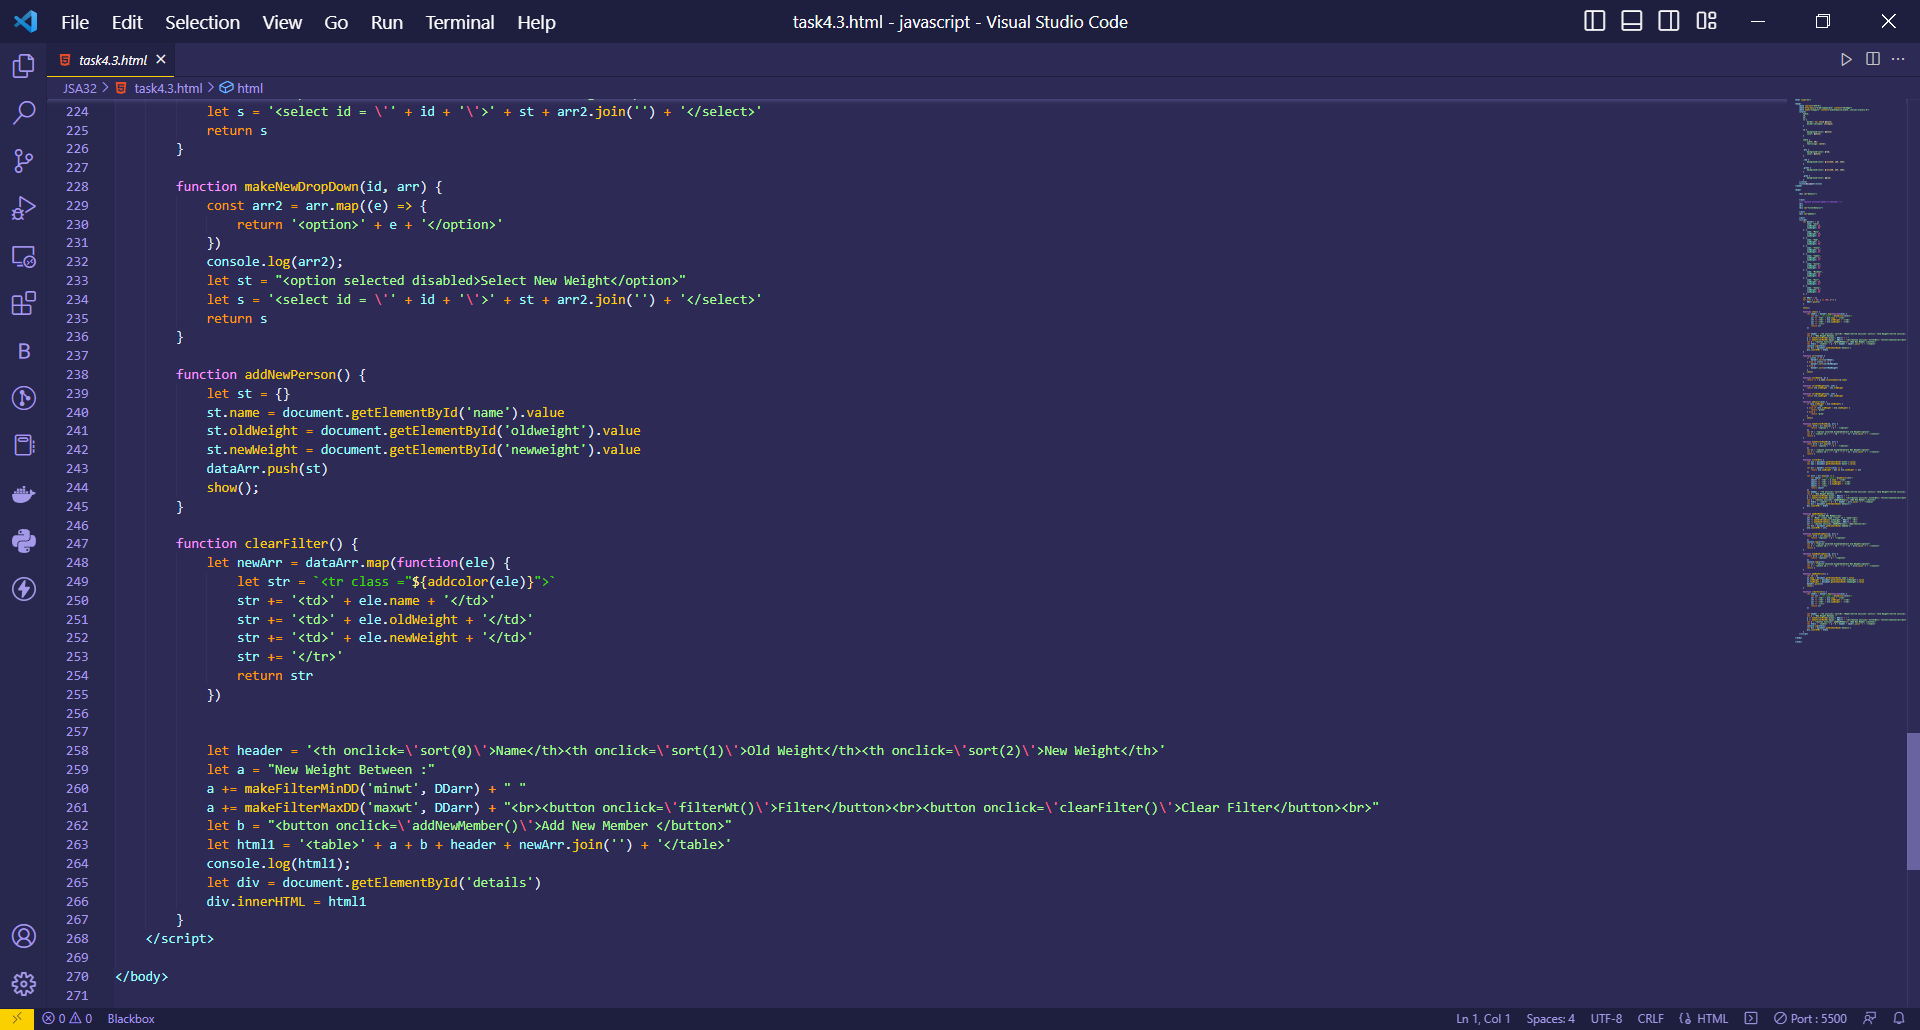 File Edit Selection View Go Run Terminal Help
task4.3.html - javascript - Visual Studio Code
task4.3.html
JSA32 > task4.3.html > html
224 let s = '<select id = \'' + id + '\'>' + st + arr2.join('') + '</select>'
225 return s
226 }
227
228 function makeNewDropDown(id, arr) {
229 const arr2 = arr.map((e) => {
230 return '<option>' + e + '</option>'
231 })
232 console.log(arr2);
233 let st = "<option selected disabled>Select New Weight</option>"
234 let s = '<select id = \'' + id + '\'>' + st + arr2.join('') + '</select>'
235 return s
236 }
237
238 function addNewPerson() {
239 let st = {}
240 st.name = document.getElementById('name').value
241 st.oldWeight = document.getElementById('oldweight').value
242 st.newWeight = document.getElementById('newweight').value
243 dataArr.push(st)
244 show();
245 }
246
247 function clearFilter() {
248 let newArr = dataArr.map(function(ele) {
249 let str = `<tr class ="${addcolor(ele)}">`
250 str += '<td>' + ele.name + '</td>'
251 str += '<td>' + ele.oldWeight + '</td>'
252 str += '<td>' + ele.newWeight + '</td>'
253 str += '</tr>'
254 return str
255 })
256
257
258 let header = '<th onclick=\'sort(0)\'>Name</th><th onclick=\'sort(1)\'>Old Weight</th><th onclick=\'sort(2)\'>New Weight</th>'
259 let a = "New Weight Between :"
260 a += makeFilterMinDD('minwt', DDarr) + " "
261 a += makeFilterMaxDD('maxwt', DDarr) + "<br><button onclick=\'filterWt()\'>Filter</button><br><button onclick=\'clearFilter()\'>Clear Filter</button><br>"
262 let b = "<button onclick=\'addNewMember()\'>Add New Member </button>"
263 let html1 = '<table>' + a + b + header + newArr.join('') + '</table>'
264 console.log(html1);
265 let div = document.getElementById('details')
266 div.innerHTML = html1
267 }
268 </script>
269
270 </body>
271
0 0 Blackbox
Ln 1, Col 1 Spaces: 4 UTF-8 CRLF HTML Port : 5500